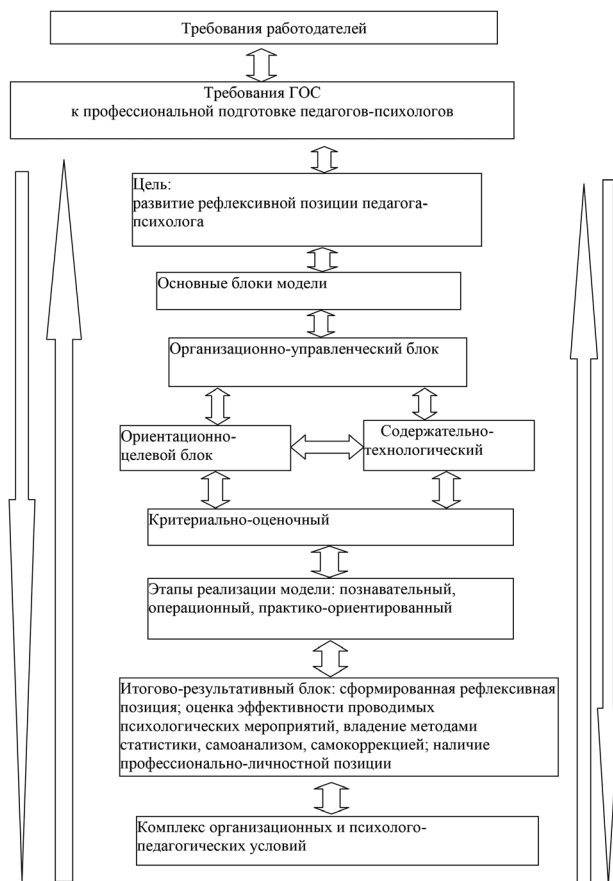 Требования работодателей
Требования ГОС
к профессиональной подготовке педагогов-психологов
Цель:
развитие рефлексивной позиции педагога-
психолога
Основные блоки модели
Организационно-управленческий блок
Ориентационно-
целевой блок
Содержательно-
технологический
Критериально-оценочный
Этапы реализации модели: познавательный,
операционный, практико-ориентированный
Итогово-результативный блок: сформированная рефлексивная
позиция; оценка эффективности проводимых
психологических мероприятий, владение методами
статистики, самоанализом, самокоррекцией; наличие
профессионально-личностной позиции
Комплекс организационных и психолого-
педагогических условий